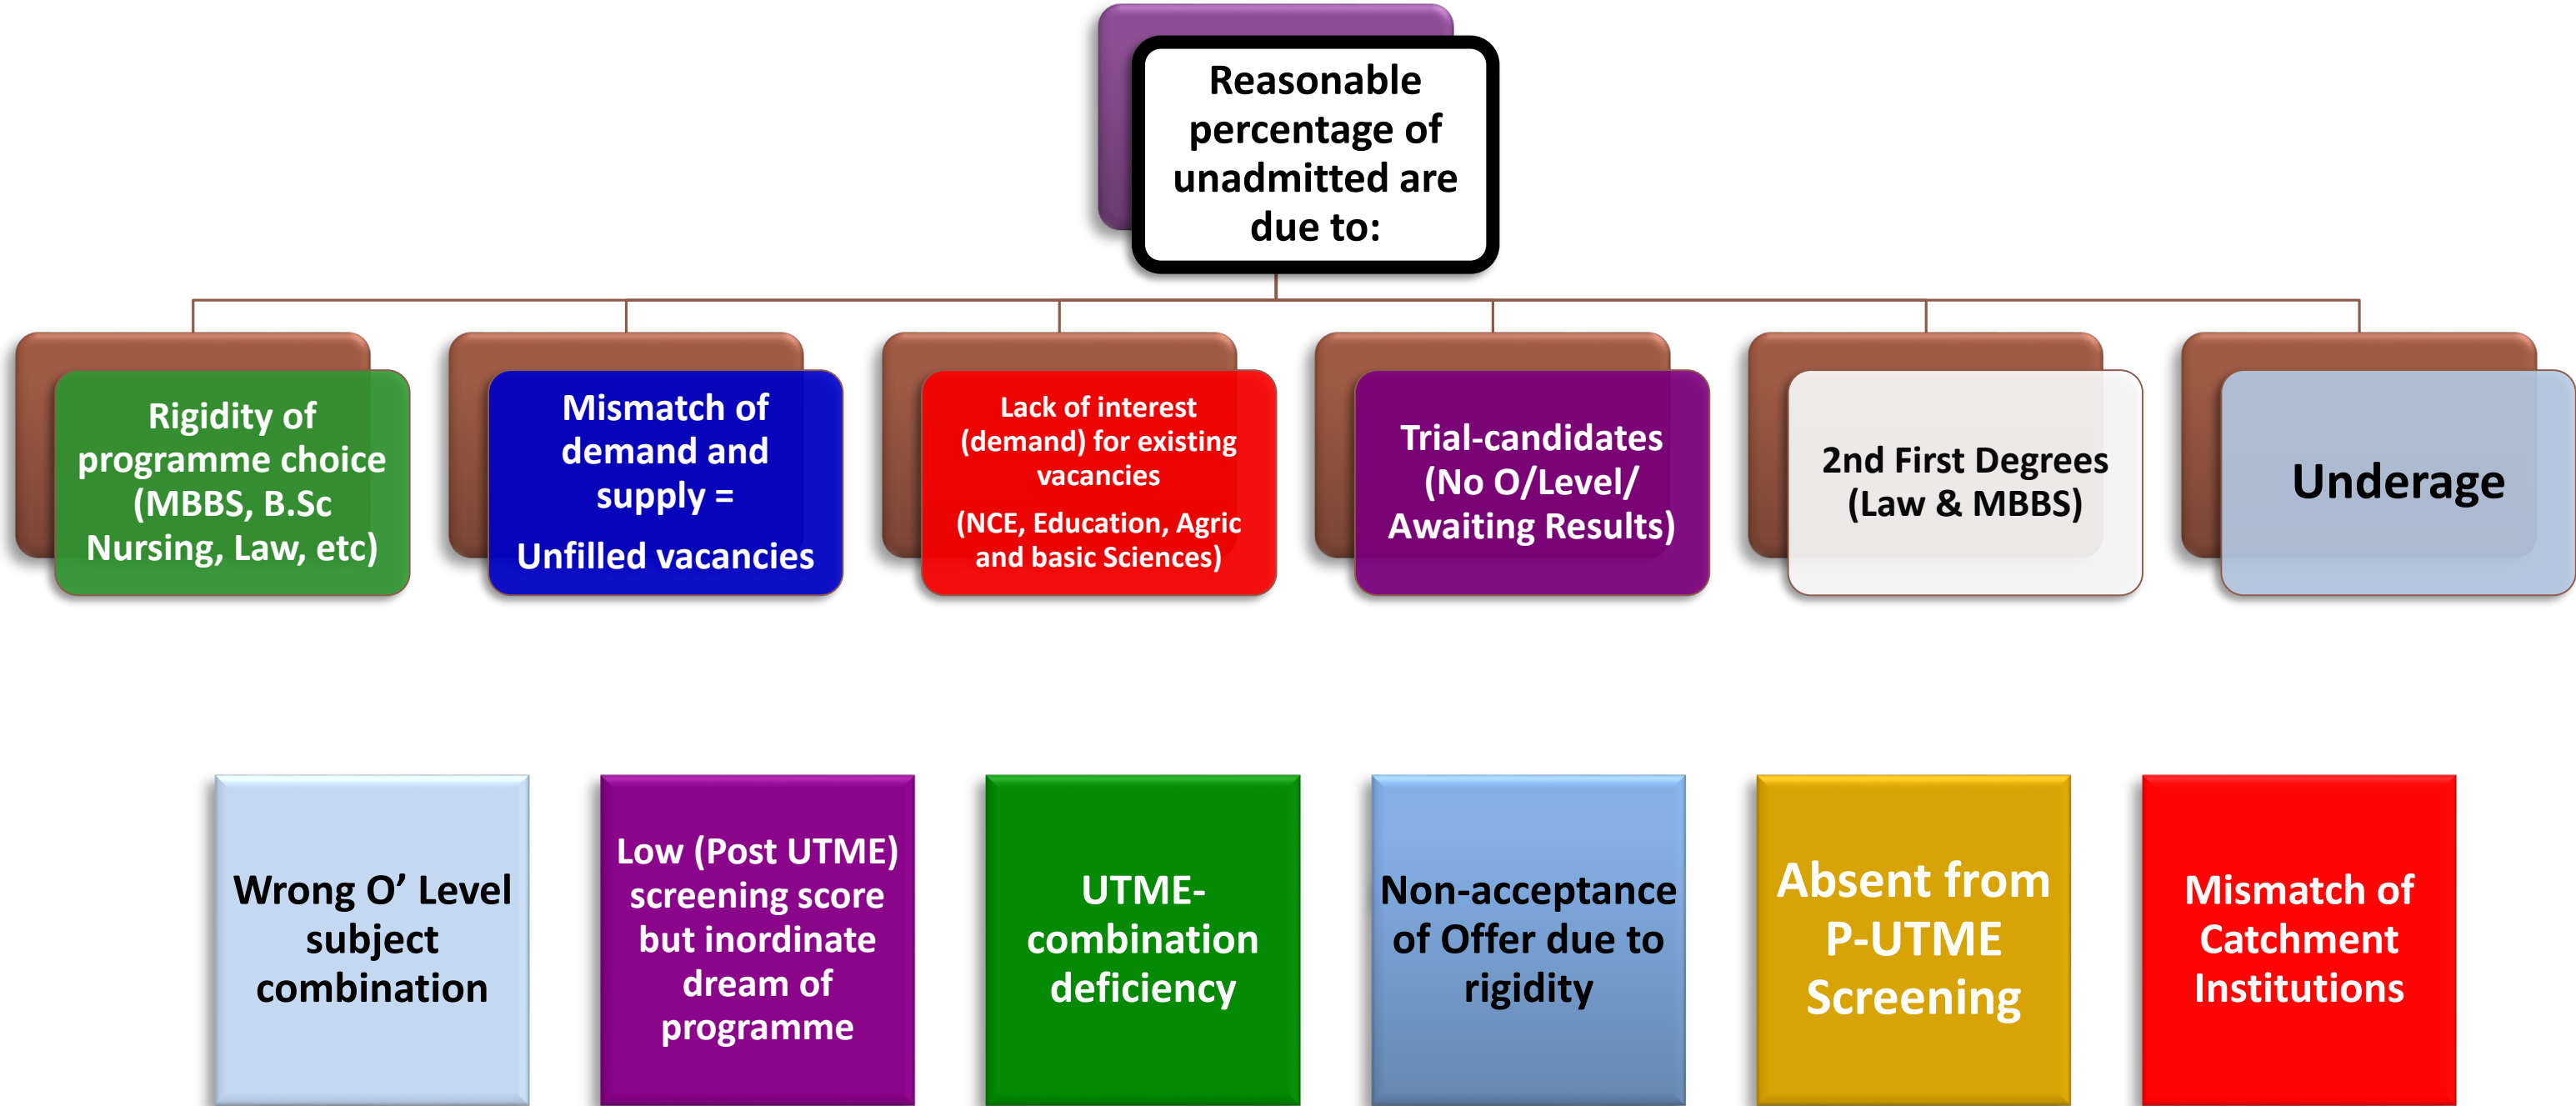 Reasonable
percentage of
unadmitted are
due to:
Rigidity of
programme choice
(MBBS, B.Sc
Nursing, Law, etc)
Mismatch of
demand and
supply =
Unfilled vacancies
Lack of interest
(demand) for existing
vacancies
(NCE, Education, Agric
and basic Sciences)
Trial-candidates
(No O/Level/
Awaiting Results)
2nd First Degrees
(Law & MBBS)
Underage
Wrong O’ Level
subject
combination
Low (Post UTME)
screening score
but inordinate
dream of
programme
UTME-
combination
deficiency
Non-acceptance
of Offer due to
rigidity
Absent from
P-UTME
Screening
Mismatch of
Catchment
Institutions